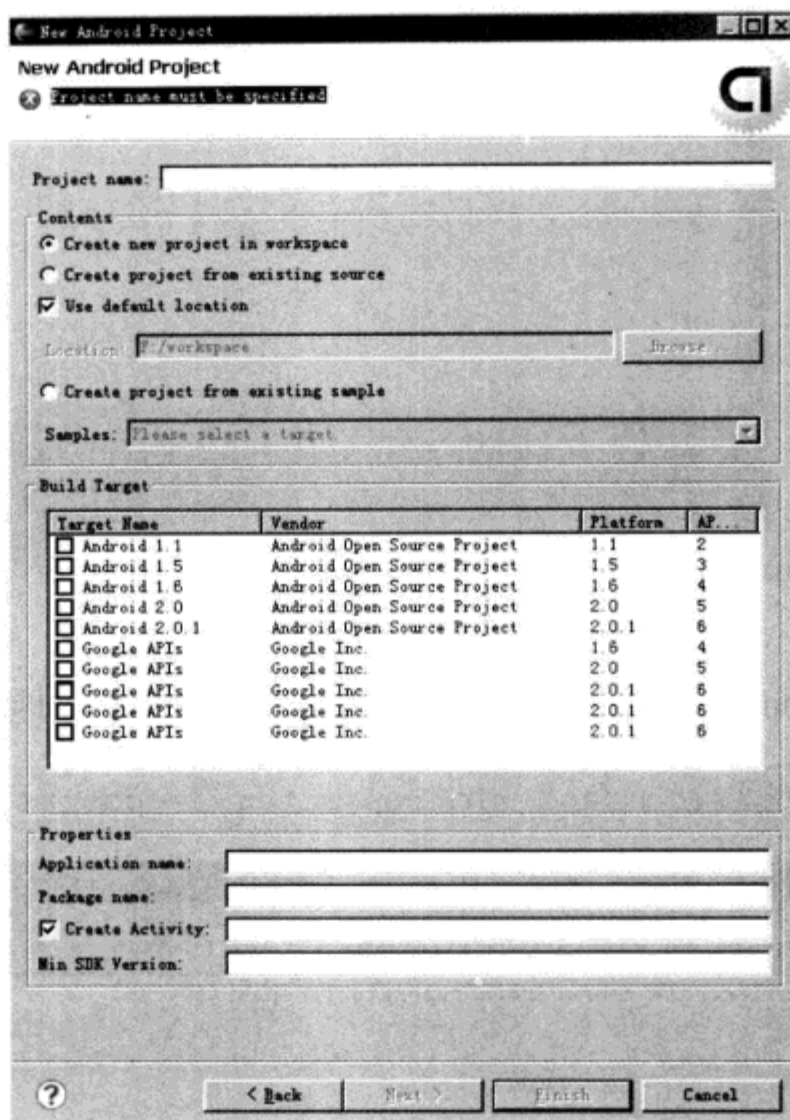 New Android Project
New Android Project
Project name must be specified
Project name:
Contents
Create new project in workspace
Create project from existing source
Use default location
Location: F:/workspace Browse...
Create project from existing sample
Samples: Please select a target.
Build Target
Target Name Vendor Platform AP...
Android 1.1 Android Open Source Project 1.1 2
Android 1.5 Android Open Source Project 1.5 3
Android 1.6 Android Open Source Project 1.6 4
Android 2.0 Android Open Source Project 2.0 5
Android 2.0.1 Android Open Source Project 2.0.1 6
Google APIs Google Inc. 1.6 4
Google APIs Google Inc. 2.0 5
Google APIs Google Inc. 2.0.1 6
Google APIs Google Inc. 2.0.1 6
Google APIs Google Inc. 2.0.1 6
Properties
Application name:
Package name:
Create Activity:
Min SDK Version:
? < Back Next > Finish Cancel